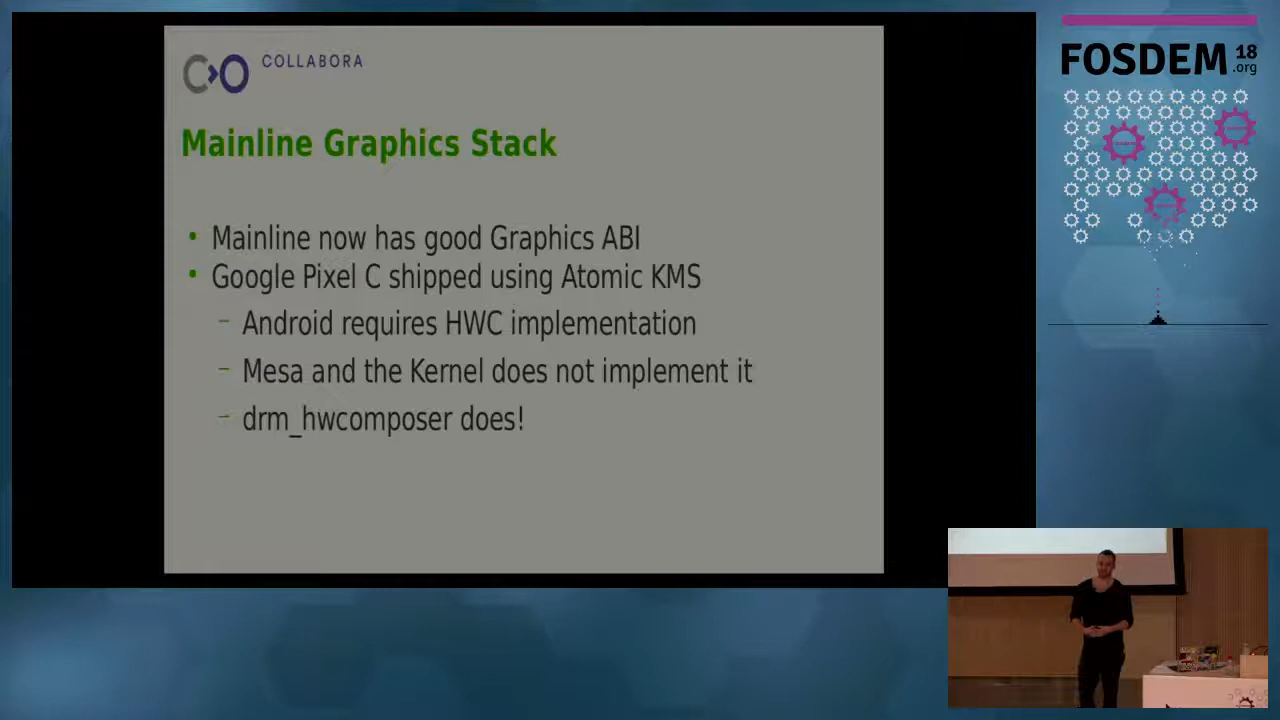 COLLABORA
Mainline Graphics Stack
• Mainline now has good Graphics ABI
• Google Pixel C shipped using Atomic KMS
– Android requires HWC implementation
– Mesa and the Kernel does not implement it
– drm_hwcomposer does!
FOSDEM 18
.org